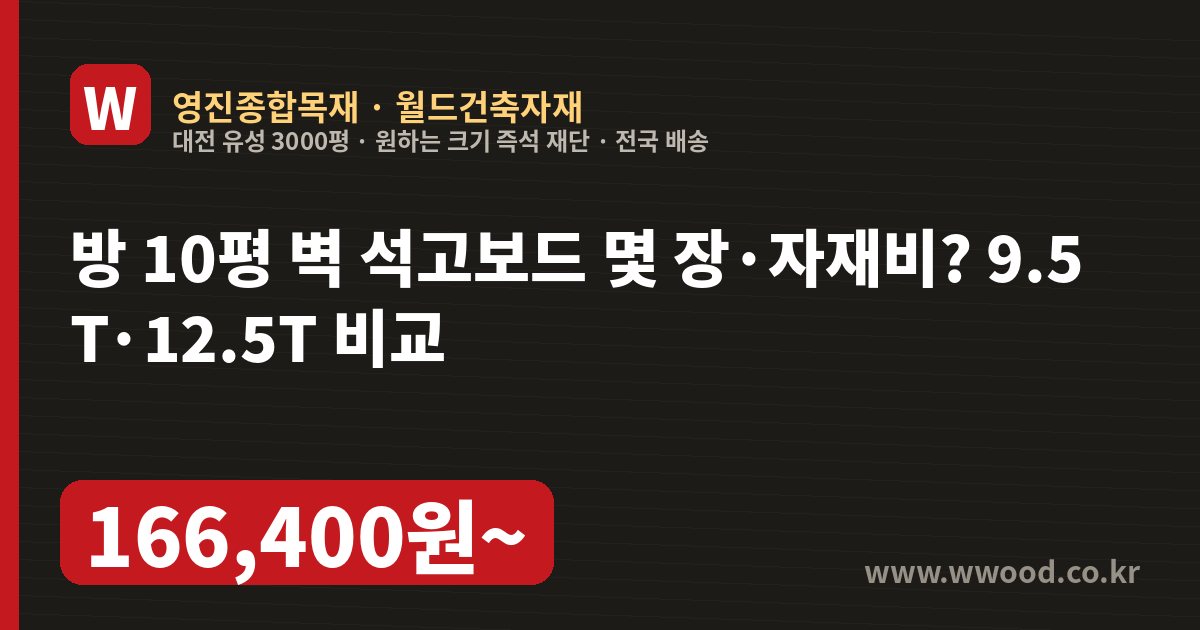 W
영진종합목재 · 월드건축자재
대전 유성 3000평 · 원하는 크기 즉석 재단 · 전국 배송
방 10평 벽 석고보드 몇 장·자재비? 9.5
T·12.5T 비교
166,400원~
www.wwood.co.kr